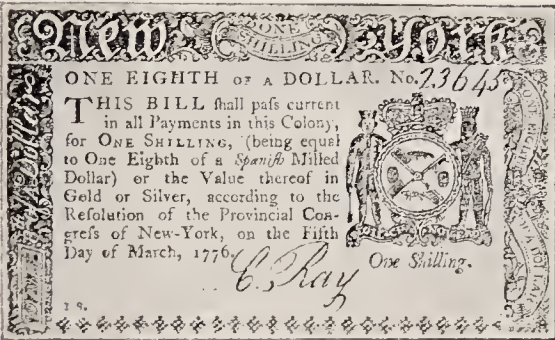 New ONE SHILLING York
ONE EIGHTH OF A DOLLAR. No. 23645
THIS BILL ſhall paſs current
in all Payments in this Colony,
for ONE SHILLING, (being equal
to One Eighth of a Spaniſh Milled
Dollar) or the Value thereof in
Gold or Silver, according to the
Reſolution of the Provincial Con-
greſs of New-York, on the Fifth
Day of March, 1776.
C. Ray
One Shilling.
1 S.